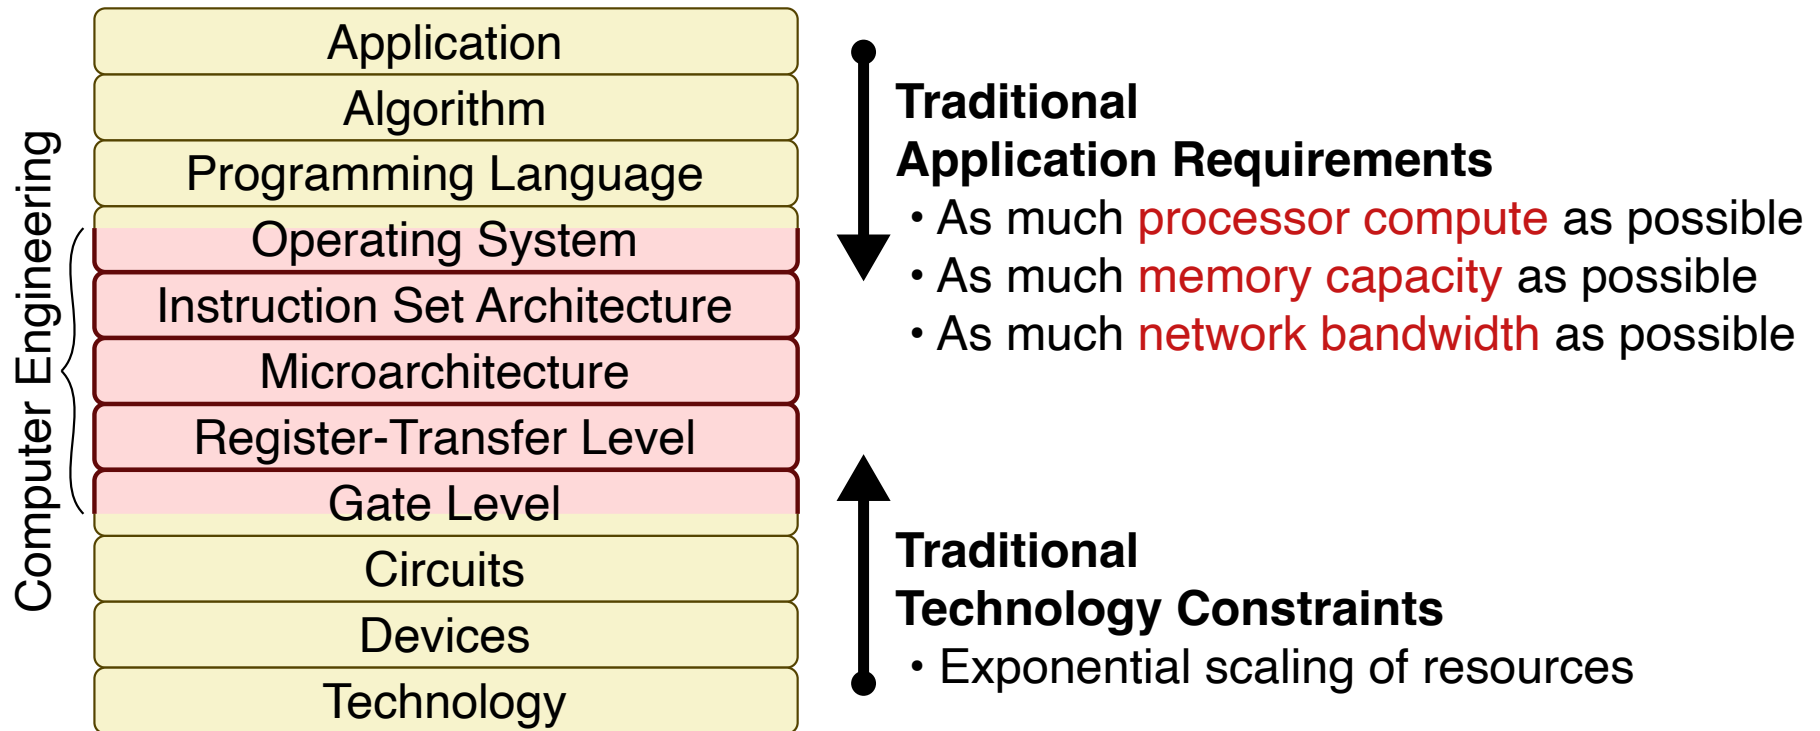 Computer Engineering
Application
Algorithm
Programming Language
Operating System
Instruction Set Architecture
Microarchitecture
Register-Transfer Level
Gate Level
Circuits
Devices
Technology
Traditional
Application Requirements
• As much processor compute as possible
• As much memory capacity as possible
• As much network bandwidth as possible
Traditional
Technology Constraints
• Exponential scaling of resources